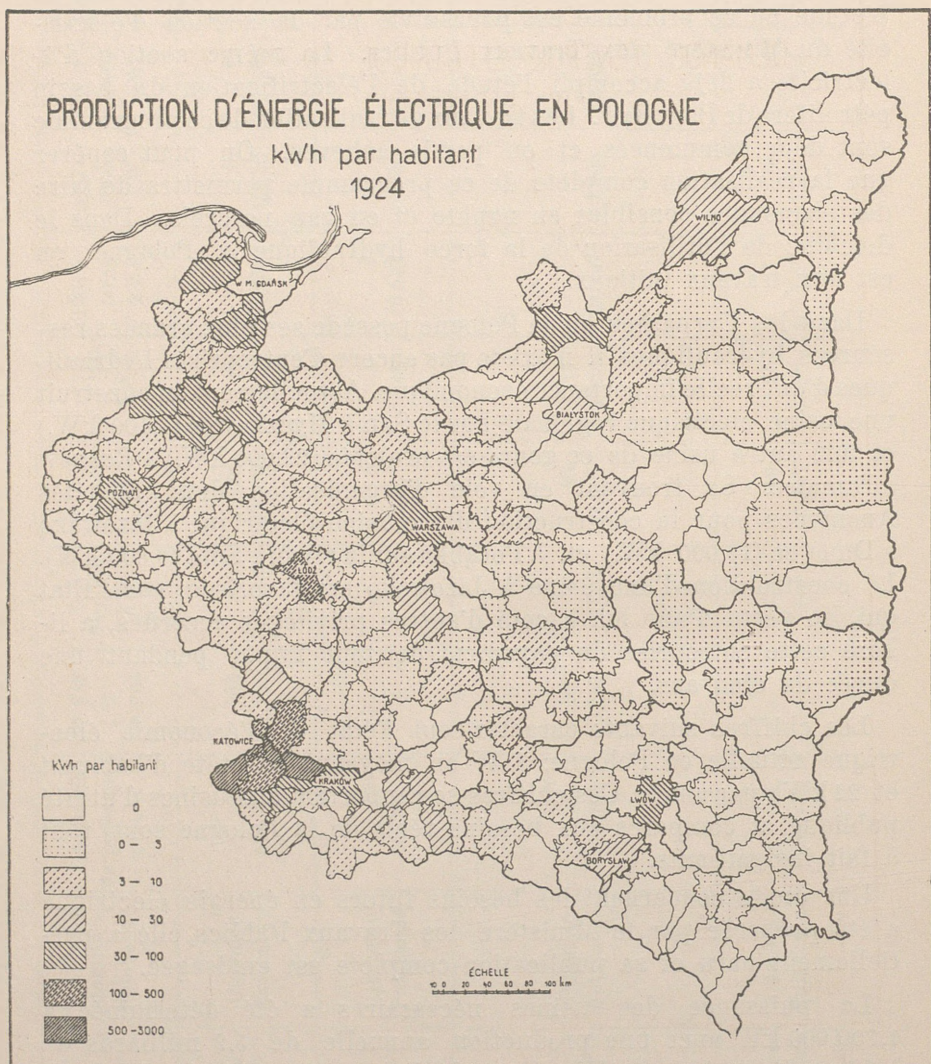 PRODUCTION D'ÉNERGIE ÉLECTRIQUE EN POLOGNE
kWh par habitant
1924
WILNO
W. M. GDAŃSK
BIAŁYSTOK
POZNAŃ
WARSZAWA
ŁÓDŹ
KATOWICE
KRAKÓW
LWÓW
BORYSŁAW
kWh par habitant
0
0 – 3
3 – 10
10 – 30
30 – 100
100 – 500
500 – 3000
ÉCHELLE
10 0 20 40 60 80 100 km